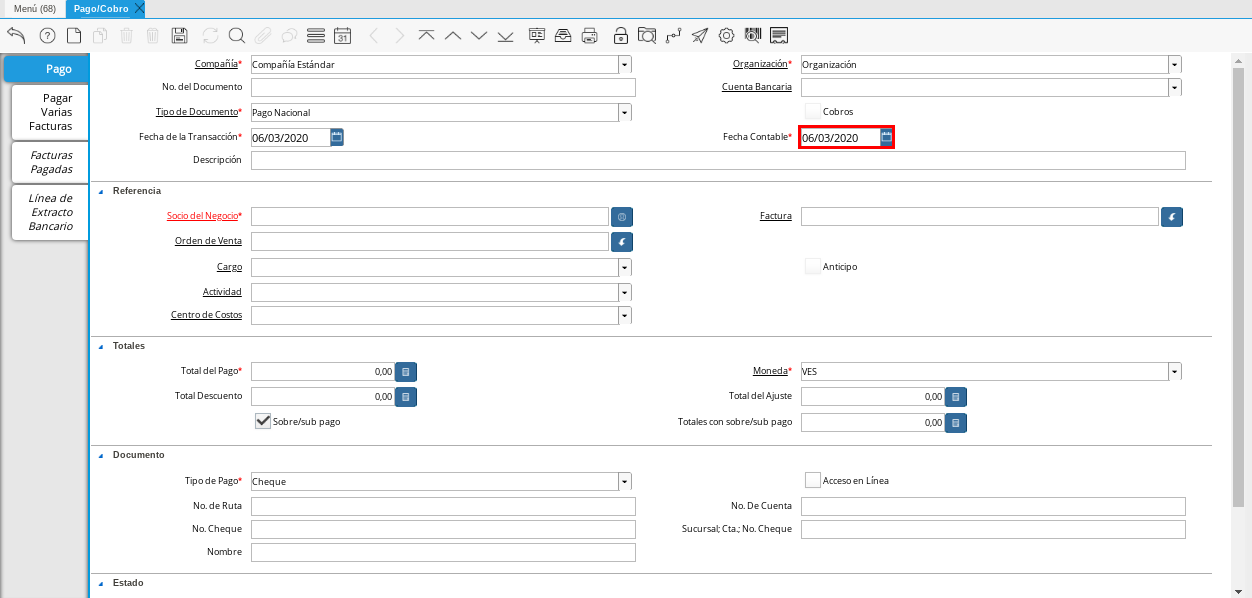 Menú (68) Pago/Cobro
31
Pago
Pagar
Varias
Facturas
Facturas
Pagadas
Línea de
Extracto
Bancario
Compañía* Compañía Estándar Organización* Organización
No. del Documento Cuenta Bancaria
Tipo de Documento* Pago Nacional Cobros
Fecha de la Transacción* 06/03/2020 Fecha Contable* 06/03/2020
Descripción
Referencia
Socio del Negocio* Factura
Orden de Venta
Cargo Anticipo
Actividad
Centro de Costos
Totales
Total del Pago* 0,00 Moneda* VES
Total Descuento 0,00 Total del Ajuste 0,00
Sobre/sub pago Totales con sobre/sub pago 0,00
Documento
Tipo de Pago* Cheque Acceso en Línea
No. de Ruta No. De Cuenta
No. Cheque Sucursal; Cta.; No. Cheque
Nombre
Estado